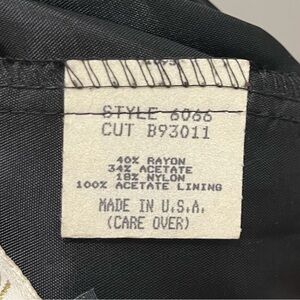 STYLE 6066
CUT B93011
40% RAYON
34% ACETATE
18% NYLON
100% ACETATE LINING
MADE IN U.S.A.
(CARE OVER)